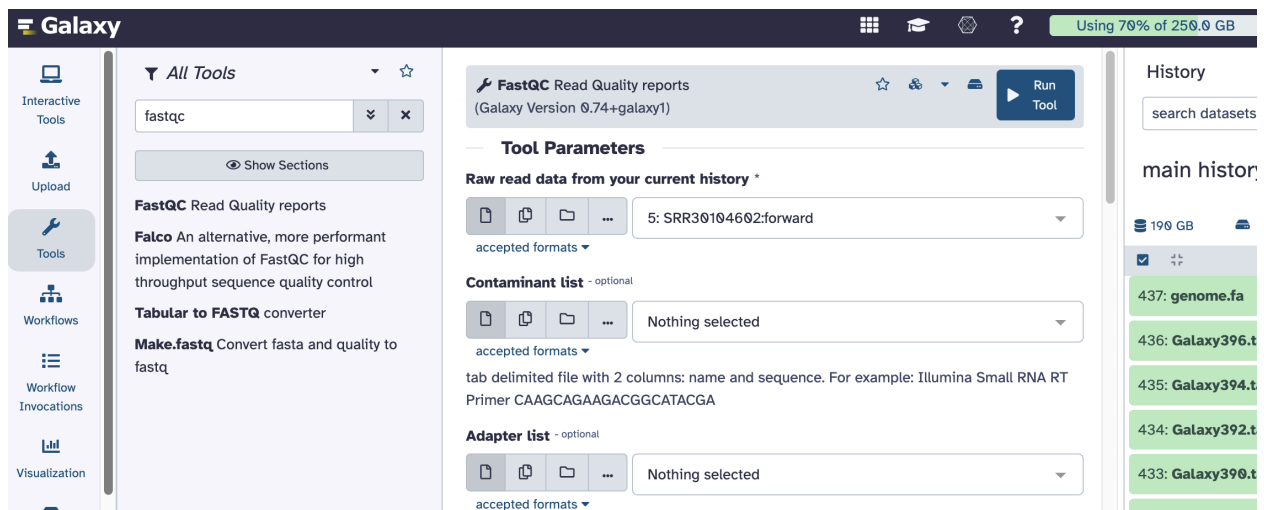 Galaxy
?
Using 70% of 250.0 GB
Interactive
Tools
Upload
Tools
Workflows
Workflow
Invocations
Visualization
All Tools
fastqc
Show Sections
FastQC Read Quality reports
Falco An alternative, more performant
implementation of FastQC for high
throughput sequence quality control
Tabular to FASTQ converter
Make.fastq Convert fasta and quality to
fastq
FastQC Read Quality reports
(Galaxy Version 0.74+galaxy1)
Run
Tool
Tool Parameters
Raw read data from your current history *
5: SRR30104602:forward
accepted formats
Contaminant list - optional
Nothing selected
accepted formats
tab delimited file with 2 columns: name and sequence. For example: Illumina Small RNA RT
Primer CAAGCAGAAGACGGCATACGA
Adapter list - optional
Nothing selected
accepted formats
History
search datasets
main history
190 GB
437: genome.fa
436: Galaxy396.t
435: Galaxy394.t
434: Galaxy392.t
433: Galaxy390.t